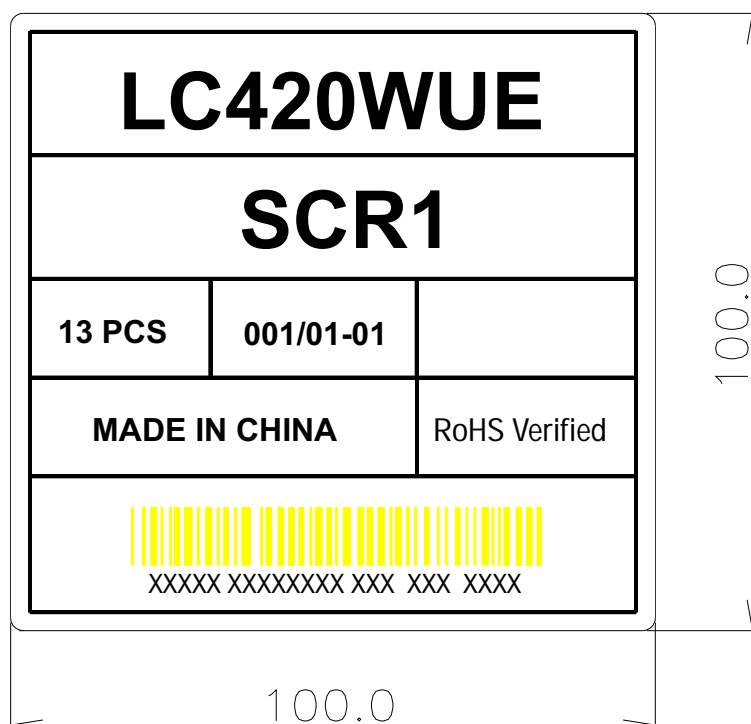 LC420WUE
SCR1
13 PCS 001/01-01
MADE IN CHINA RoHS Verified
XXXXX XXXXXXXX XXX XXX XXXX
100.0
100.0